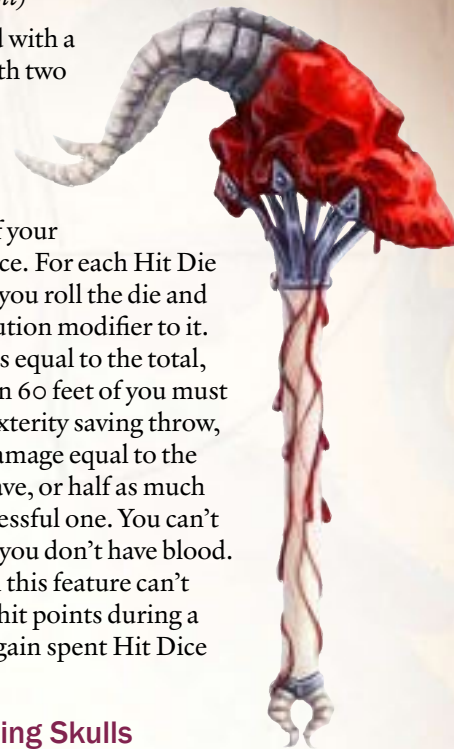 d with a
th two
f your
ce. For each Hit Die
you roll the die and
ution modifier to it.
s equal to the total,
n 60 feet of you must
xterity saving throw,
amage equal to the
ave, or half as much
essful one. You can't
you don't have blood.
this feature can't
hit points during a
gain spent Hit Dice
ing Skulls